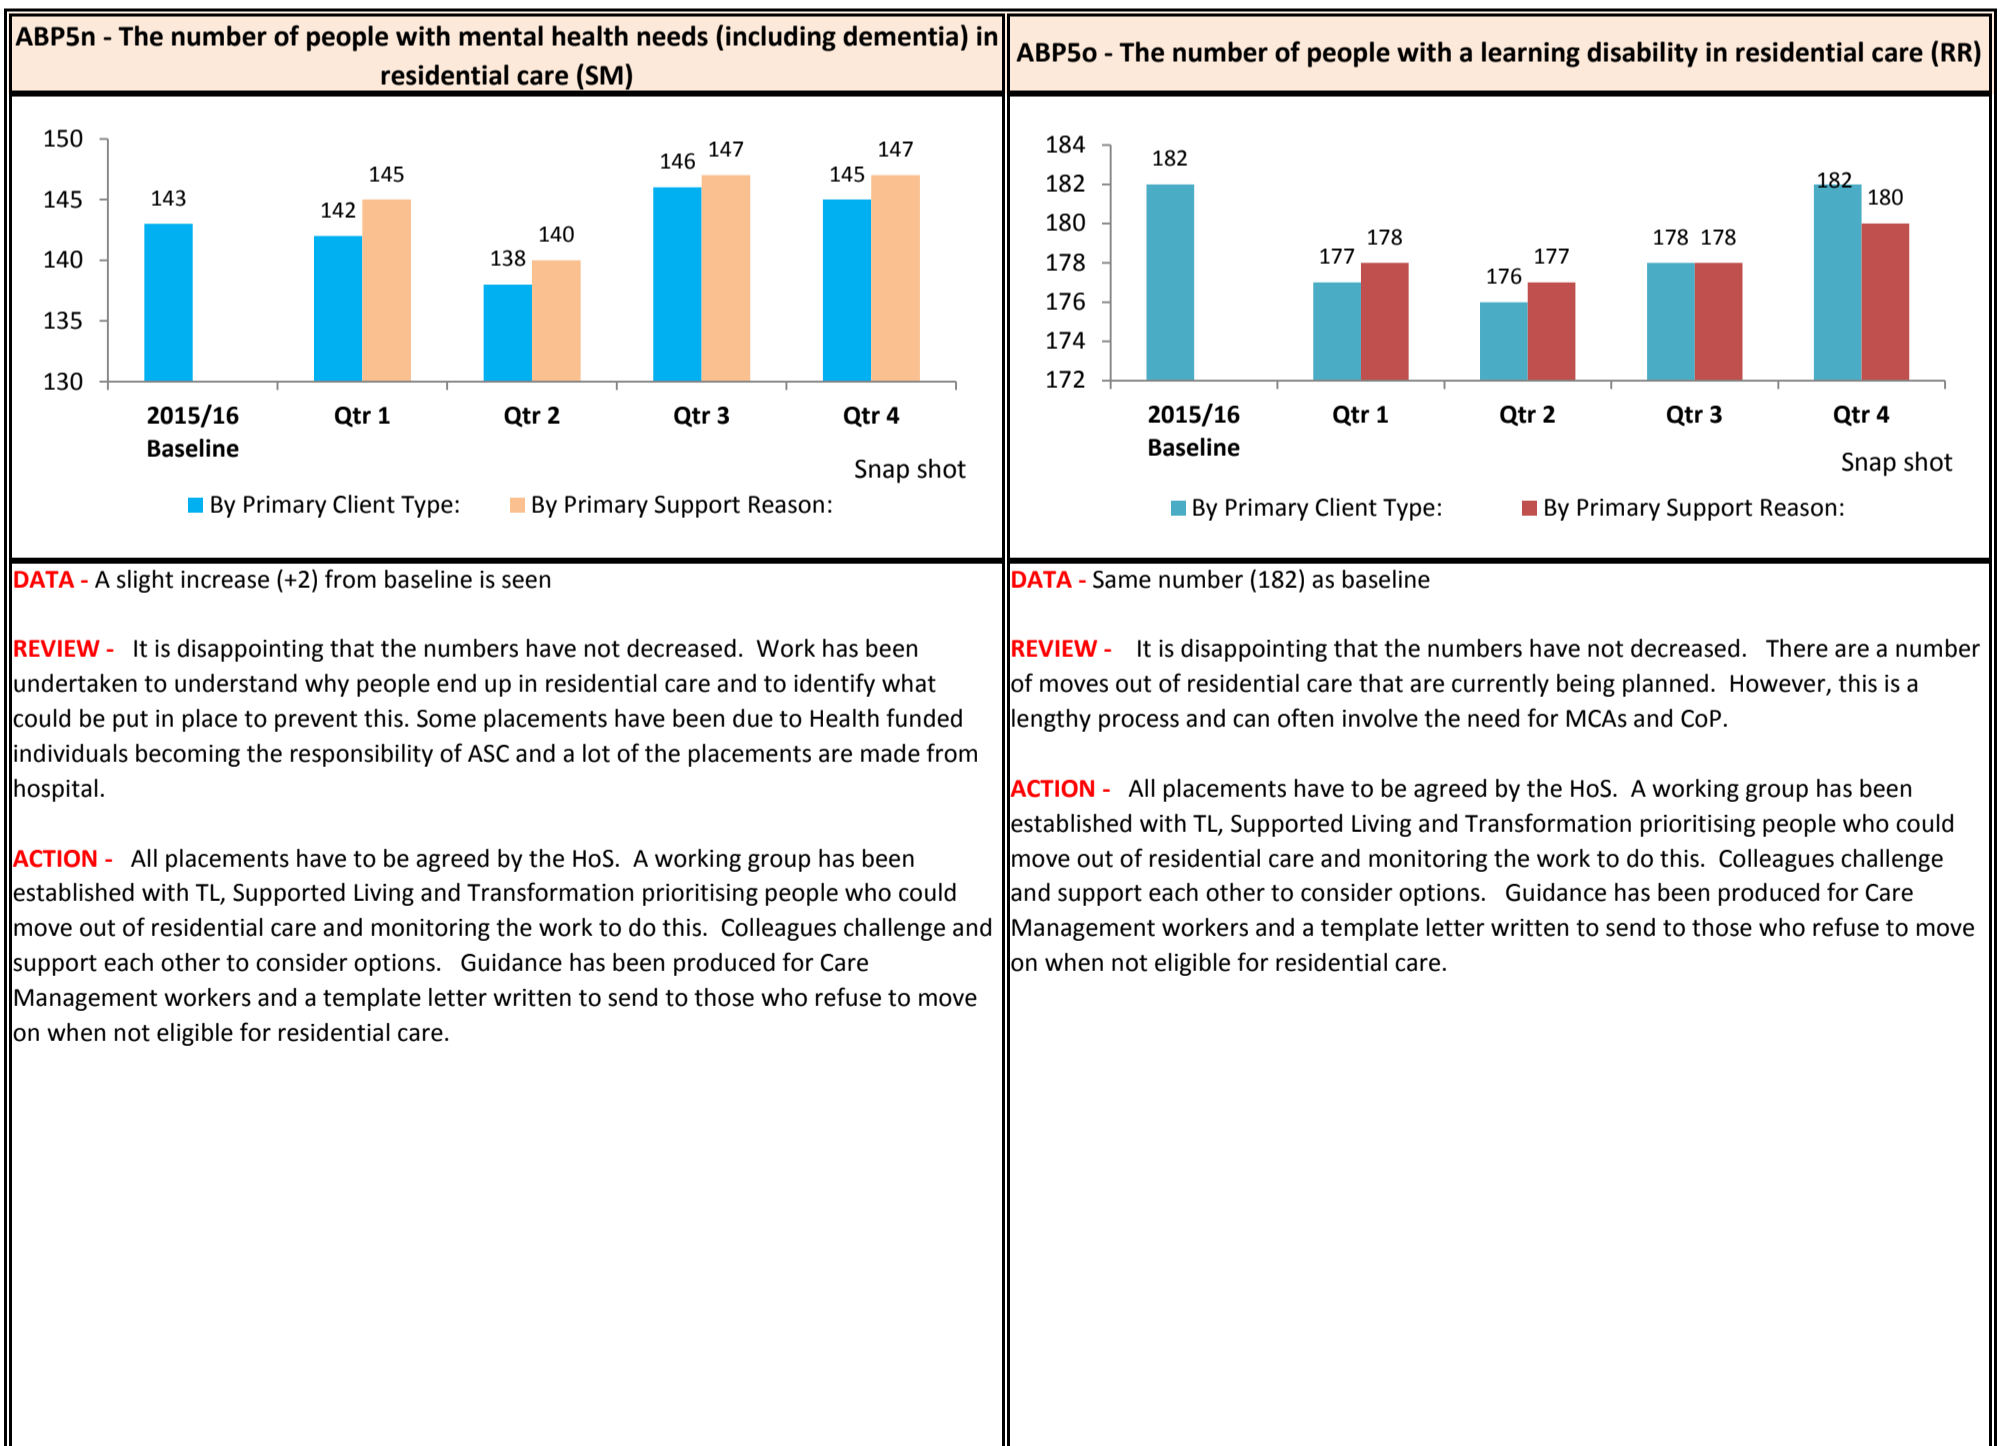 ABP5n - The number of people with mental health needs (including dementia) in
residential care (SM)
150
145
140
135
130
143
142
145
138
140
146
147
145
147
2015/16
Baseline
Qtr 1
Qtr 2
Qtr 3
Qtr 4
Snap shot
By Primary Client Type:
By Primary Support Reason:
DATA - A slight increase (+2) from baseline is seen
REVIEW - It is disappointing that the numbers have not decreased. Work has been
undertaken to understand why people end up in residential care and to identify what
could be put in place to prevent this. Some placements have been due to Health funded
individuals becoming the responsibility of ASC and a lot of the placements are made from
hospital.
ACTION - All placements have to be agreed by the HoS. A working group has been
established with TL, Supported Living and Transformation prioritising people who could
move out of residential care and monitoring the work to do this. Colleagues challenge and
support each other to consider options. Guidance has been produced for Care
Management workers and a template letter written to send to those who refuse to move
on when not eligible for residential care.
ABP5o - The number of people with a learning disability in residential care (RR)
184
182
180
178
176
174
172
182
177
178
176
177
178
178
182
180
2015/16
Baseline
Qtr 1
Qtr 2
Qtr 3
Qtr 4
Snap shot
By Primary Client Type:
By Primary Support Reason:
DATA - Same number (182) as baseline
REVIEW - It is disappointing that the numbers have not decreased. There are a number
of moves out of residential care that are currently being planned. However, this is a
lengthy process and can often involve the need for MCAs and CoP.
ACTION - All placements have to be agreed by the HoS. A working group has been
established with TL, Supported Living and Transformation prioritising people who could
move out of residential care and monitoring the work to do this. Colleagues challenge
and support each other to consider options. Guidance has been produced for Care
Management workers and a template letter written to send to those who refuse to move
on when not eligible for residential care.